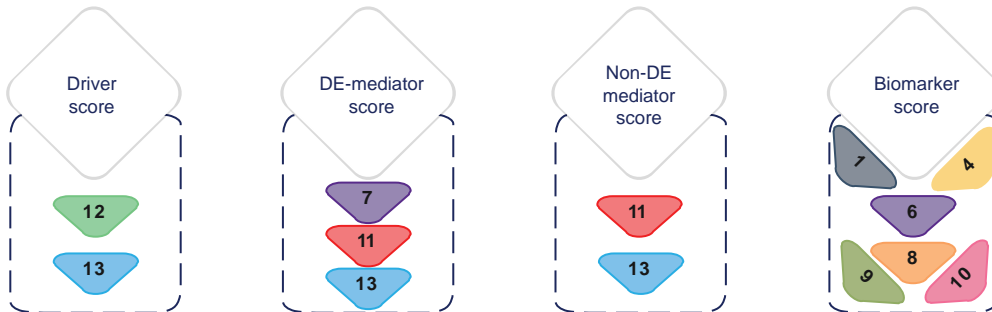 Driver
score
12
13
DE-mediator
score
7
11
13
Non-DE
mediator
score
11
13
Biomarker
score
1
4
6
8
9
10